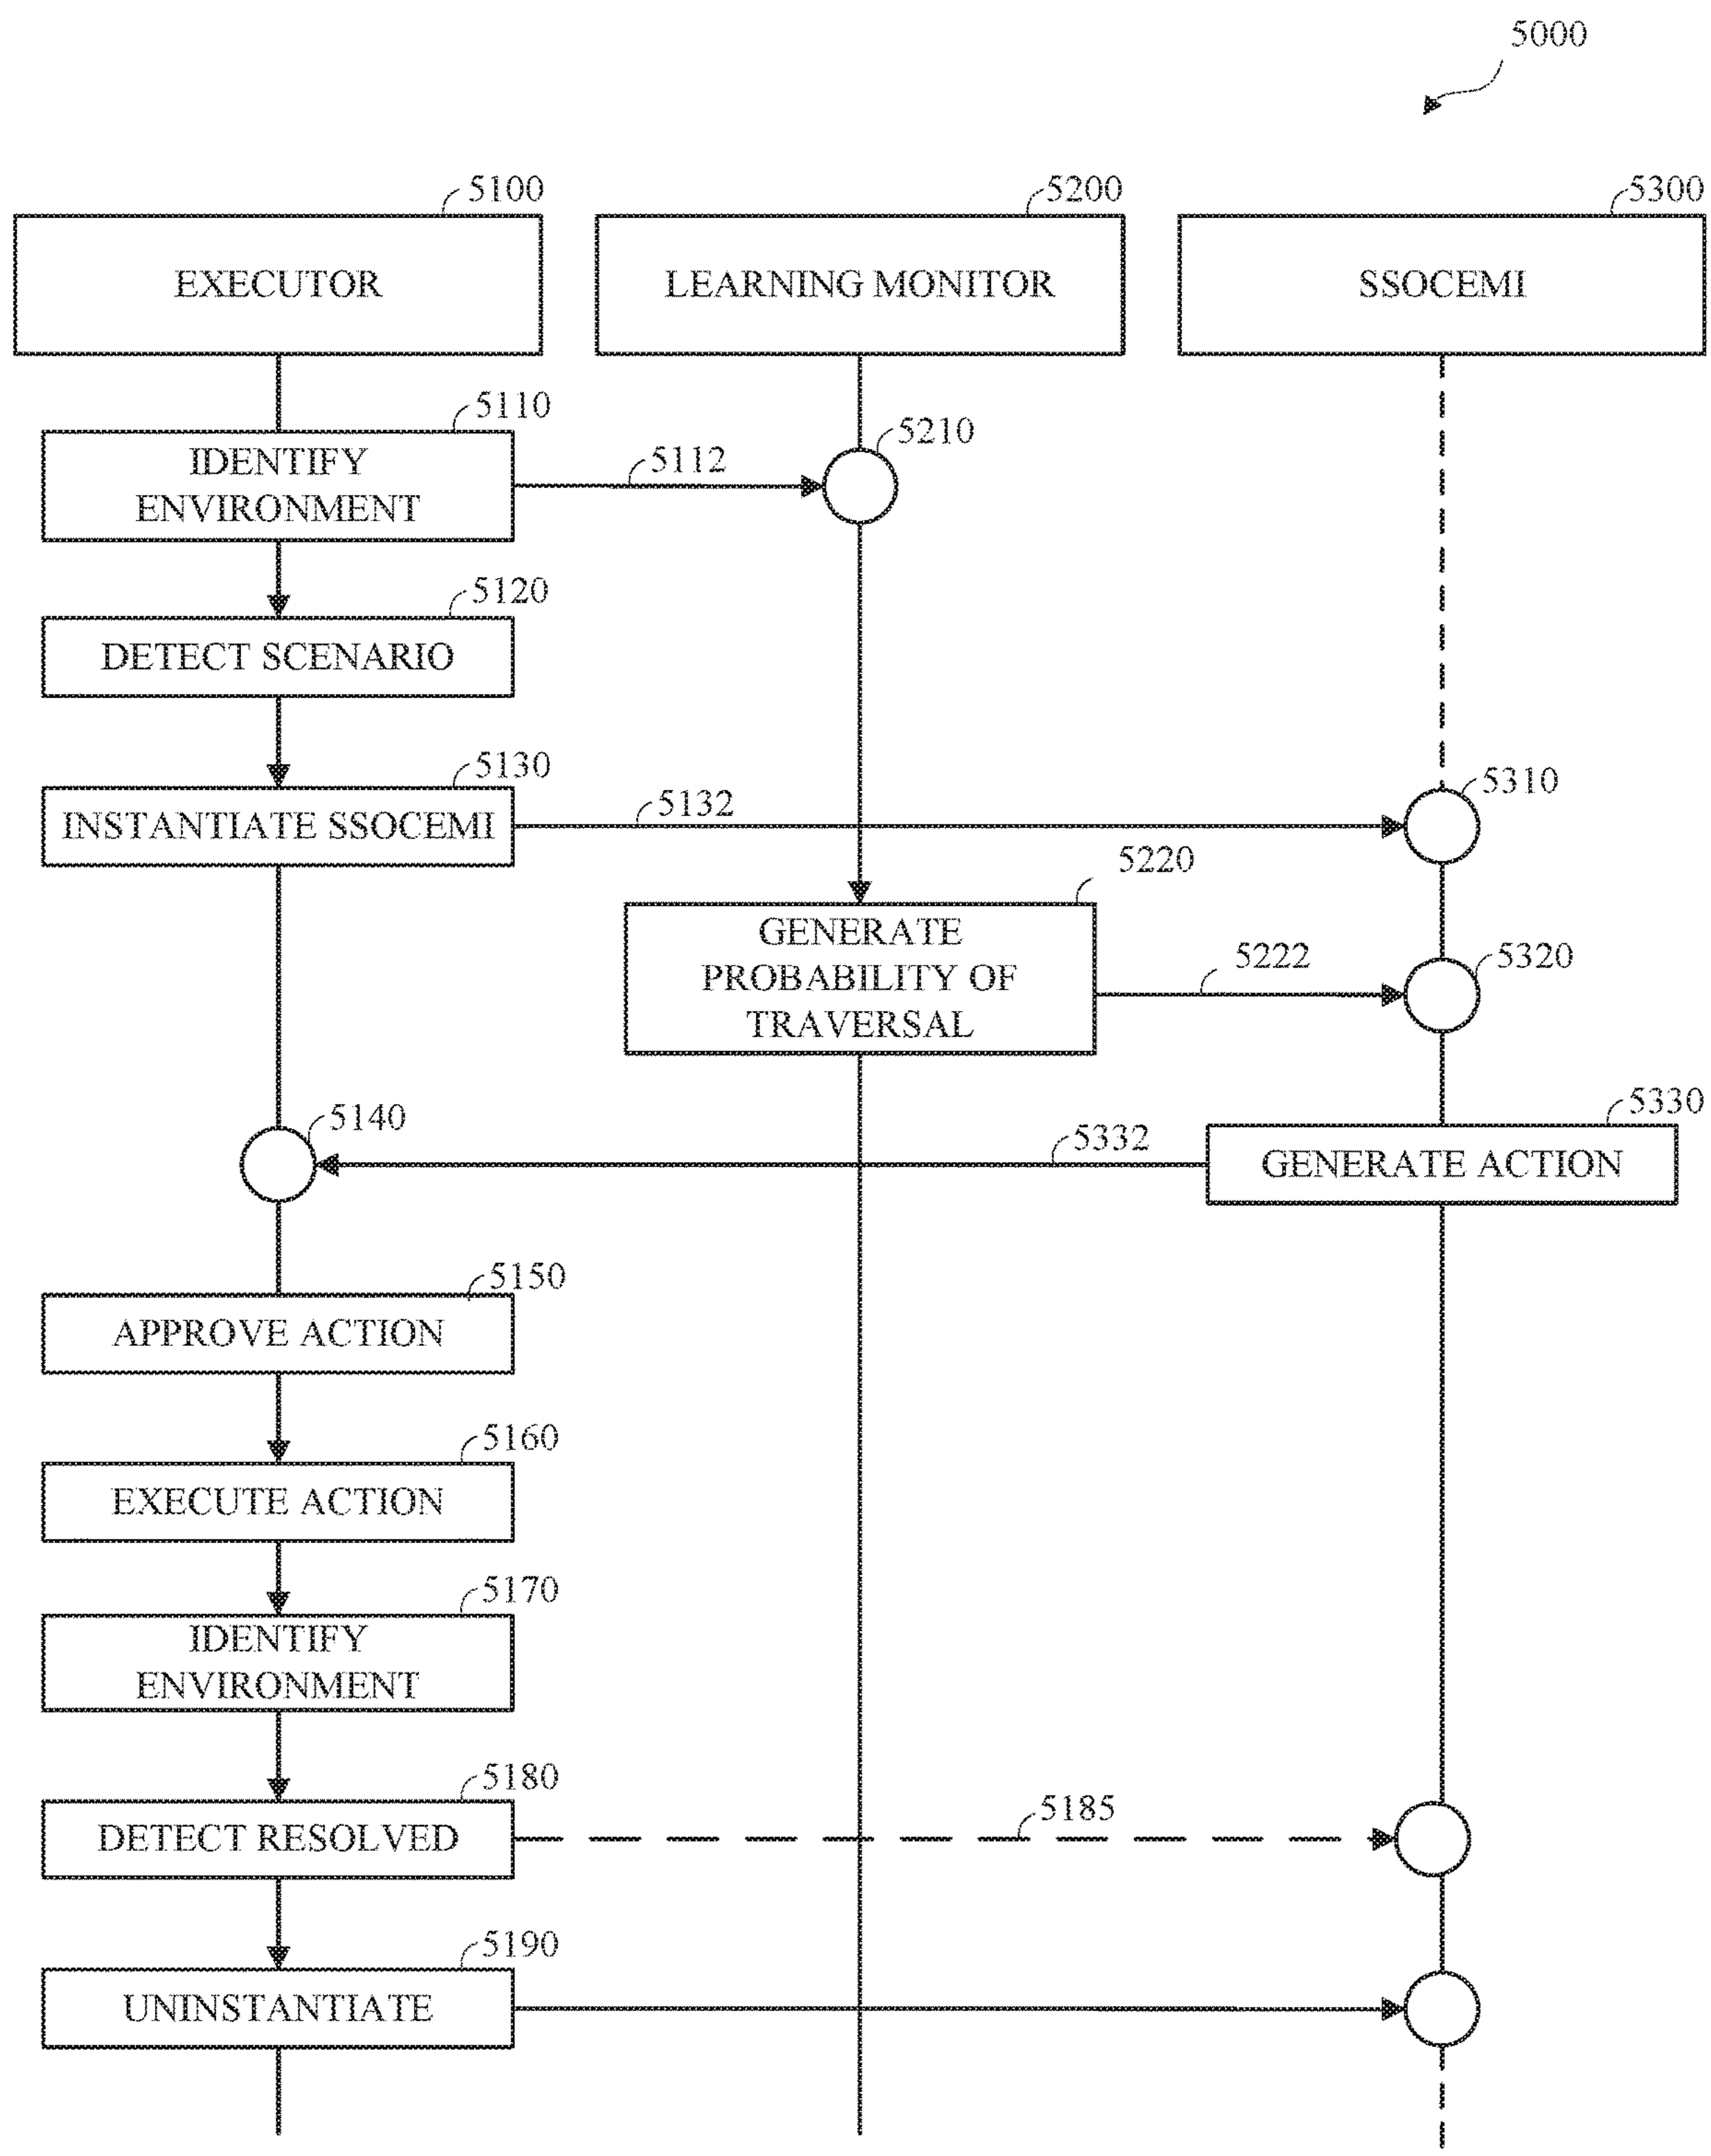 5000
5100
5200
5300
EXECUTOR
LEARNING MONITOR
SSOCEMI
5110
5210
IDENTIFY
ENVIRONMENT
5112
5120
DETECT SCENARIO
5130
5310
INSTANTIATE SSOCEMI
5132
5220
GENERATE
PROBABILITY OF
TRAVERSAL
5222
5320
5140
5330
5332
GENERATE ACTION
5150
APPROVE ACTION
5160
EXECUTE ACTION
5170
IDENTIFY
ENVIRONMENT
5180
DETECT RESOLVED
5185
5190
UNINSTANTIATE